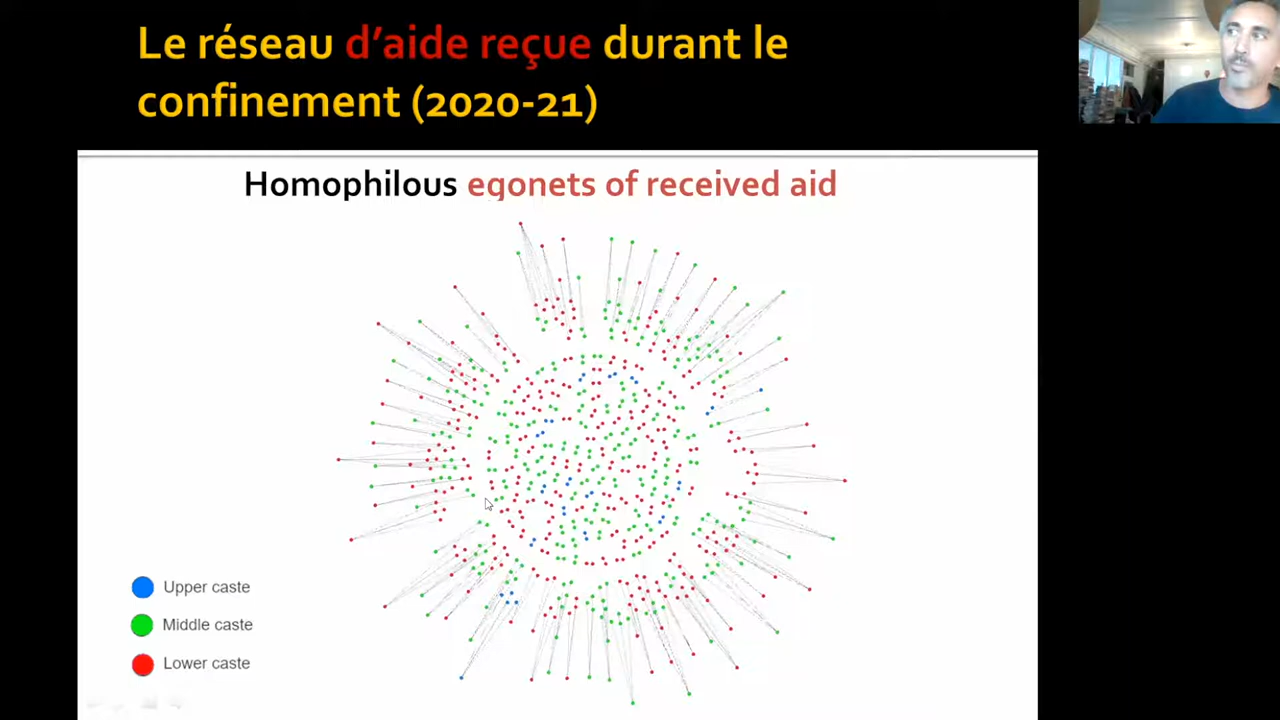 Le réseau d'aide reçue durant le
confinement (2020-21)
Homophilous egonets of received aid
Upper caste
Middle caste
Lower caste